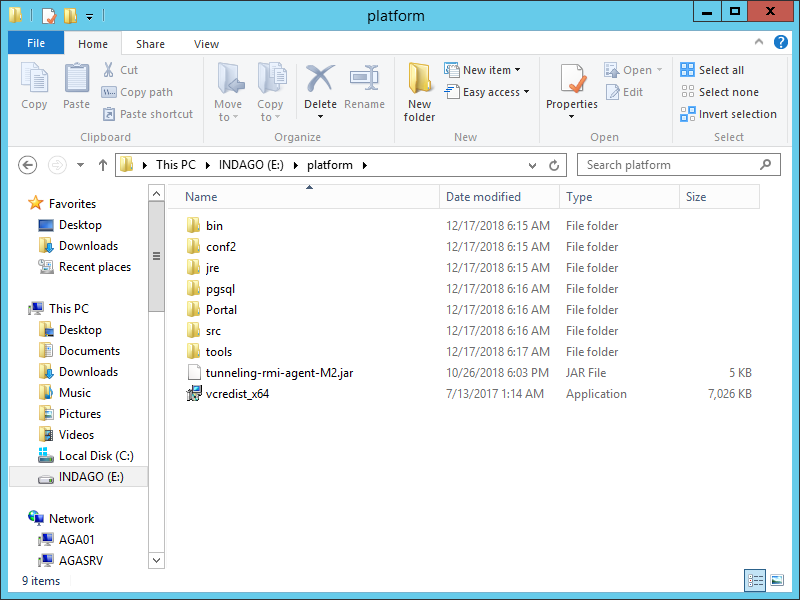 platform
File Home Share View
Copy Paste Cut Copy path Paste shortcut Clipboard
Move to Copy to Delete Rename Organize
New folder New item Easy access New
Properties Open Edit Open
Select all Select none Invert selection Select
This PC INDAGO (E:) platform Search platform
Name Date modified Type Size
bin 12/17/2018 6:15 AM File folder
conf2 12/17/2018 6:15 AM File folder
jre 12/17/2018 6:15 AM File folder
pgsql 12/17/2018 6:16 AM File folder
Portal 12/17/2018 6:16 AM File folder
src 12/17/2018 6:16 AM File folder
tools 12/17/2018 6:17 AM File folder
tunneling-rmi-agent-M2.jar 10/26/2018 6:03 PM JAR File 5 KB
vcredist_x64 7/13/2017 1:14 AM Application 7,026 KB
Favorites
Desktop
Downloads
Recent places
This PC
Desktop
Documents
Downloads
Music
Pictures
Videos
Local Disk (C:)
INDAGO (E:)
Network
AGA01
AGASRV
9 items